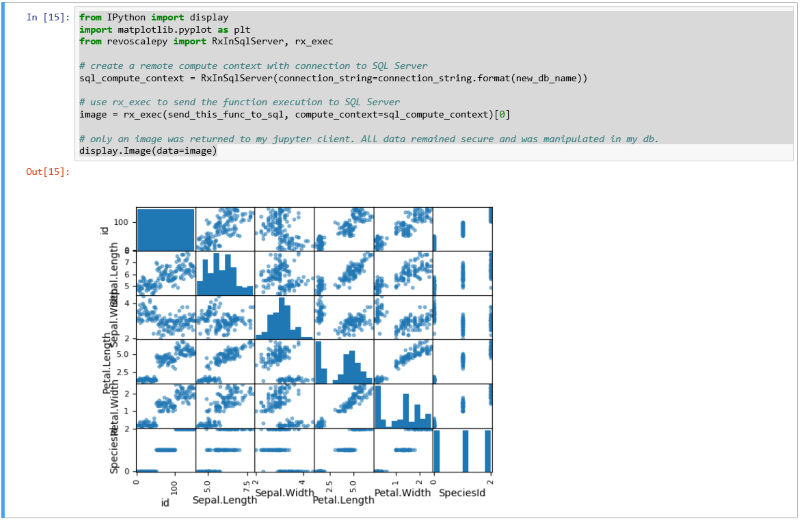 In [15]: from IPython import display
import matplotlib.pyplot as plt
from revoscalepy import RxInSqlServer, rx_exec
# create a remote compute context with connection to SQL Server
sql_compute_context = RxInSqlServer(connection_string=connection_string.format(new_db_name))
# use rx_exec to send the function execution to SQL Server
image = rx_exec(send_this_func_to_sql, compute_context=sql_compute_context)[0]
# only an image was returned to my jupyter client. All data remained secure and was manipulated in my db.
display.Image(data=image)
Out[15]:
id
100
Sepal.Length
7
6
5
Sepal.Width
4
2
Petal.Length
5.0
2.5
Petal.Width
2
1
SpeciesId
2
0
0 100 5.0 7.5 2 4 2.5 5.0 1 2 0 2
id Sepal.Length Sepal.Width Petal.Length Petal.Width SpeciesId